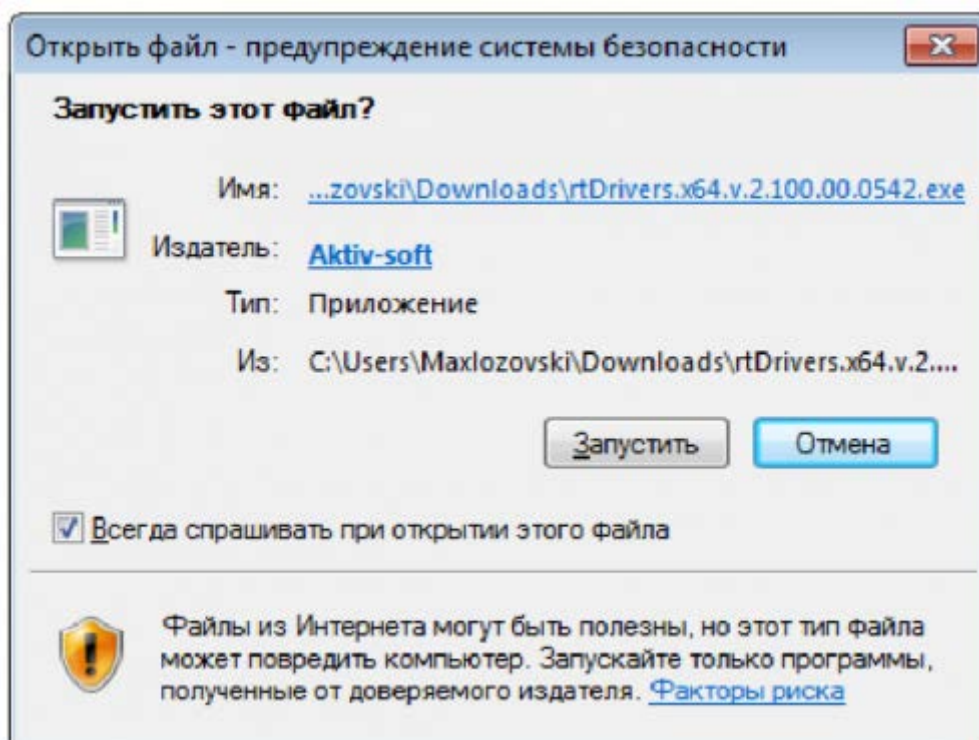 Открыть файл - предупреждение системы безопасности
Запустить этот файл?
Имя: ...zovski\Downloads\rtDrivers.x64.v.2.100.00.0542.exe
Издатель: Aktiv-soft
Тип: Приложение
Из: C:\Users\Maxlozovski\Downloads\rtDrivers.x64.v.2....
Запустить Отмена
Всегда спрашивать при открытии этого файла
Файлы из Интернета могут быть полезны, но этот тип файла
может повредить компьютер. Запускайте только программы,
полученные от доверяемого издателя. Факторы риска